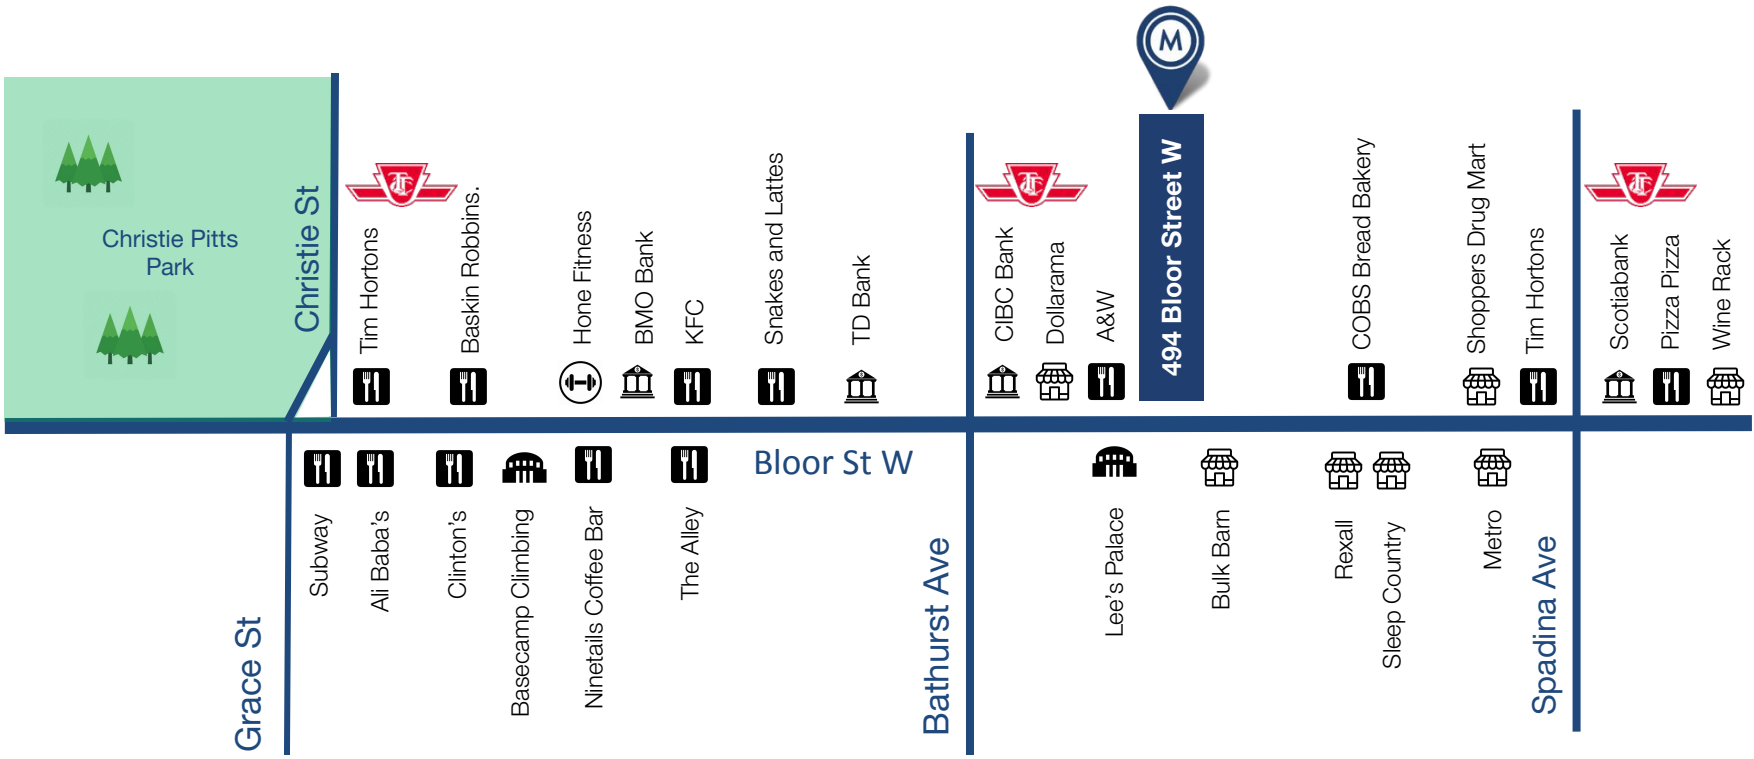 M
494 Bloor Street W
Christie Pitts
Park
Christie St
TTC
Tim Hortons
Baskin Robbins.
Hone Fitness
BMO Bank
KFC
Snakes and Lattes
TD Bank
TTC
CIBC Bank
Dollarama
A&W
COBS Bread Bakery
Shoppers Drug Mart
Tim Hortons
TTC
Scotiabank
Pizza Pizza
Wine Rack
Bloor St W
Grace St
Subway
Ali Baba's
Clinton's
Basecamp Climbing
Ninetails Coffee Bar
The Alley
Bathurst Ave
Lee's Palace
Bulk Barn
Rexall
Sleep Country
Metro
Spadina Ave